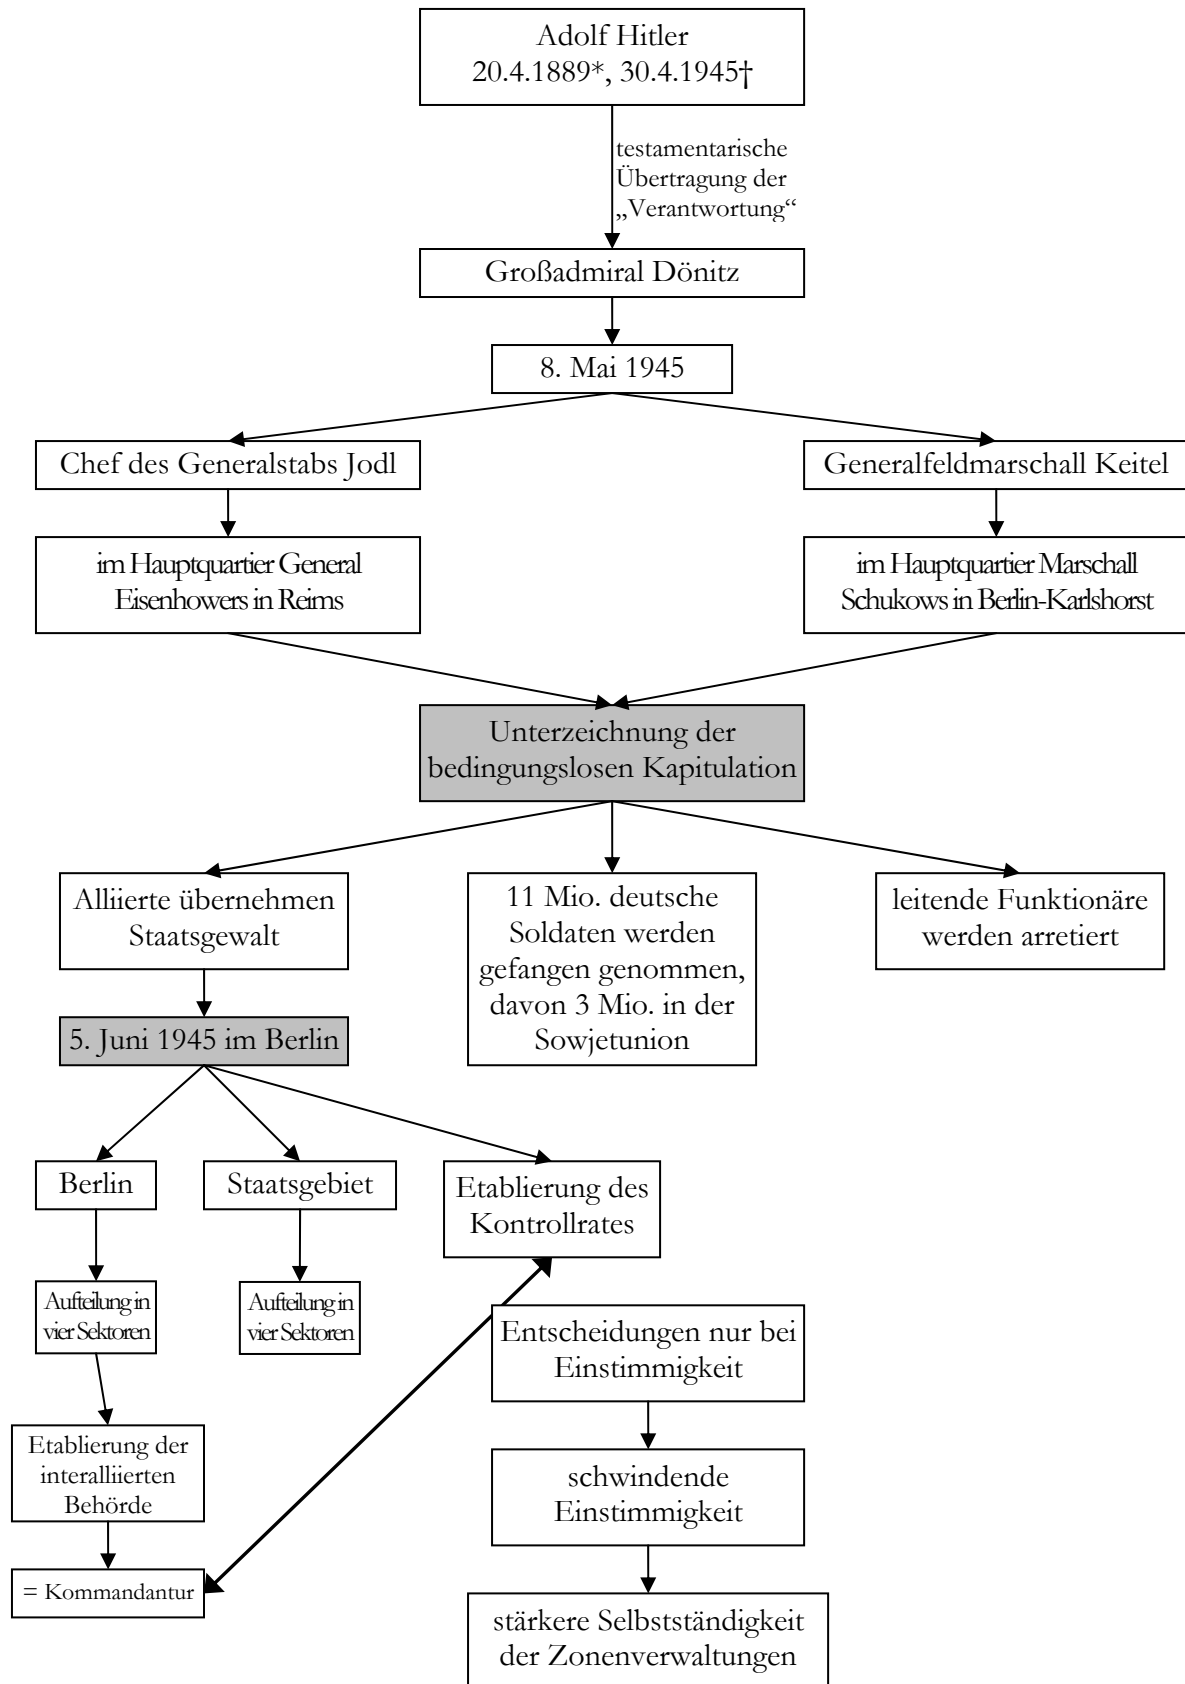 Adolf Hitler
20.4.1889*, 30.4.1945†
testamentarische
Übertragung der
„Verantwortung“
Großadmiral Dönitz
8. Mai 1945
Chef des Generalstabs Jodl
Generalfeldmarschall Keitel
im Hauptquartier General
Eisenhowers in Reims
im Hauptquartier Marschall
Schukows in Berlin-Karlshorst
Unterzeichnung der
bedingungslosen Kapitulation
Alliierte übernehmen
Staatsgewalt
11 Mio. deutsche
Soldaten werden
gefangen genommen,
davon 3 Mio. in der
Sowjetunion
leitende Funktionäre
werden arretiert
5. Juni 1945 im Berlin
Berlin
Staatsgebiet
Etablierung des
Kontrollrates
Aufteilung in
vier Sektoren
Aufteilung in
vier Sektoren
Entscheidungen nur bei
Einstimmigkeit
Etablierung der
interalliierten
Behörde
schwindende
Einstimmigkeit
= Kommandantur
stärkere Selbstständigkeit
der Zonenverwaltungen